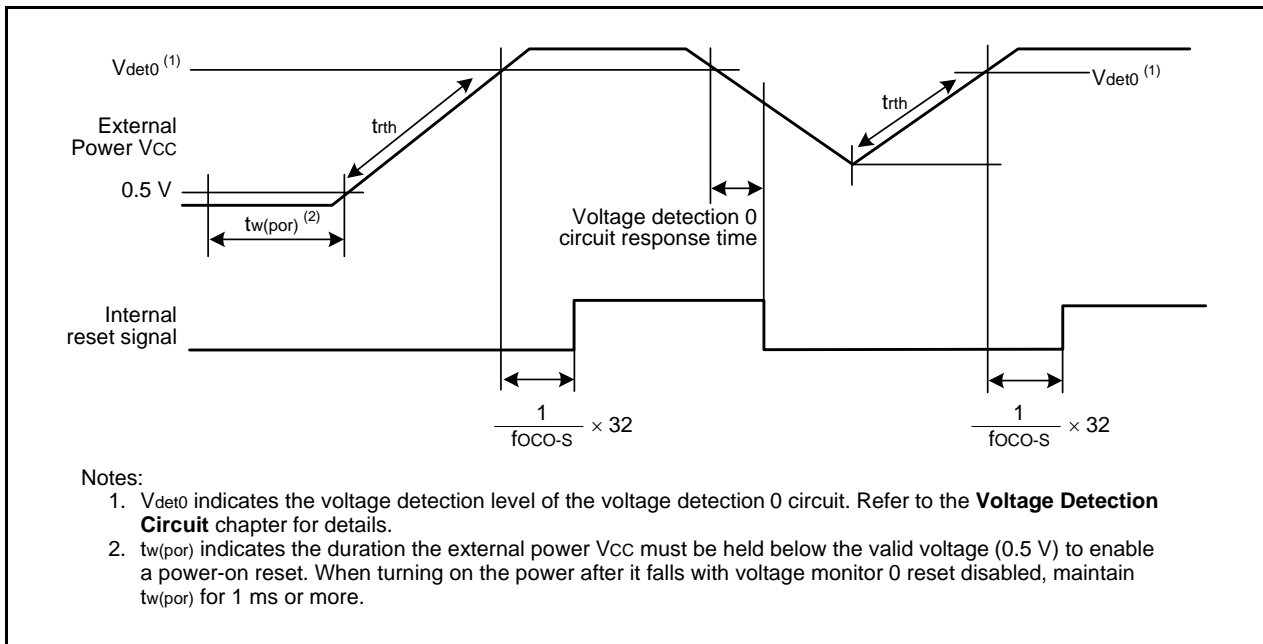 Vdet0 (1)
trth
External
Power VCC
0.5 V
tw(por) (2)
Voltage detection 0
circuit response time
trth
Vdet0 (1)
Internal
reset signal
1
fOCO-S
× 32
1
fOCO-S
× 32
Notes:
1. Vdet0 indicates the voltage detection level of the voltage detection 0 circuit. Refer to the Voltage Detection
Circuit chapter for details.
2. tw(por) indicates the duration the external power VCC must be held below the valid voltage (0.5 V) to enable
a power-on reset. When turning on the power after it falls with voltage monitor 0 reset disabled, maintain
tw(por) for 1 ms or more.